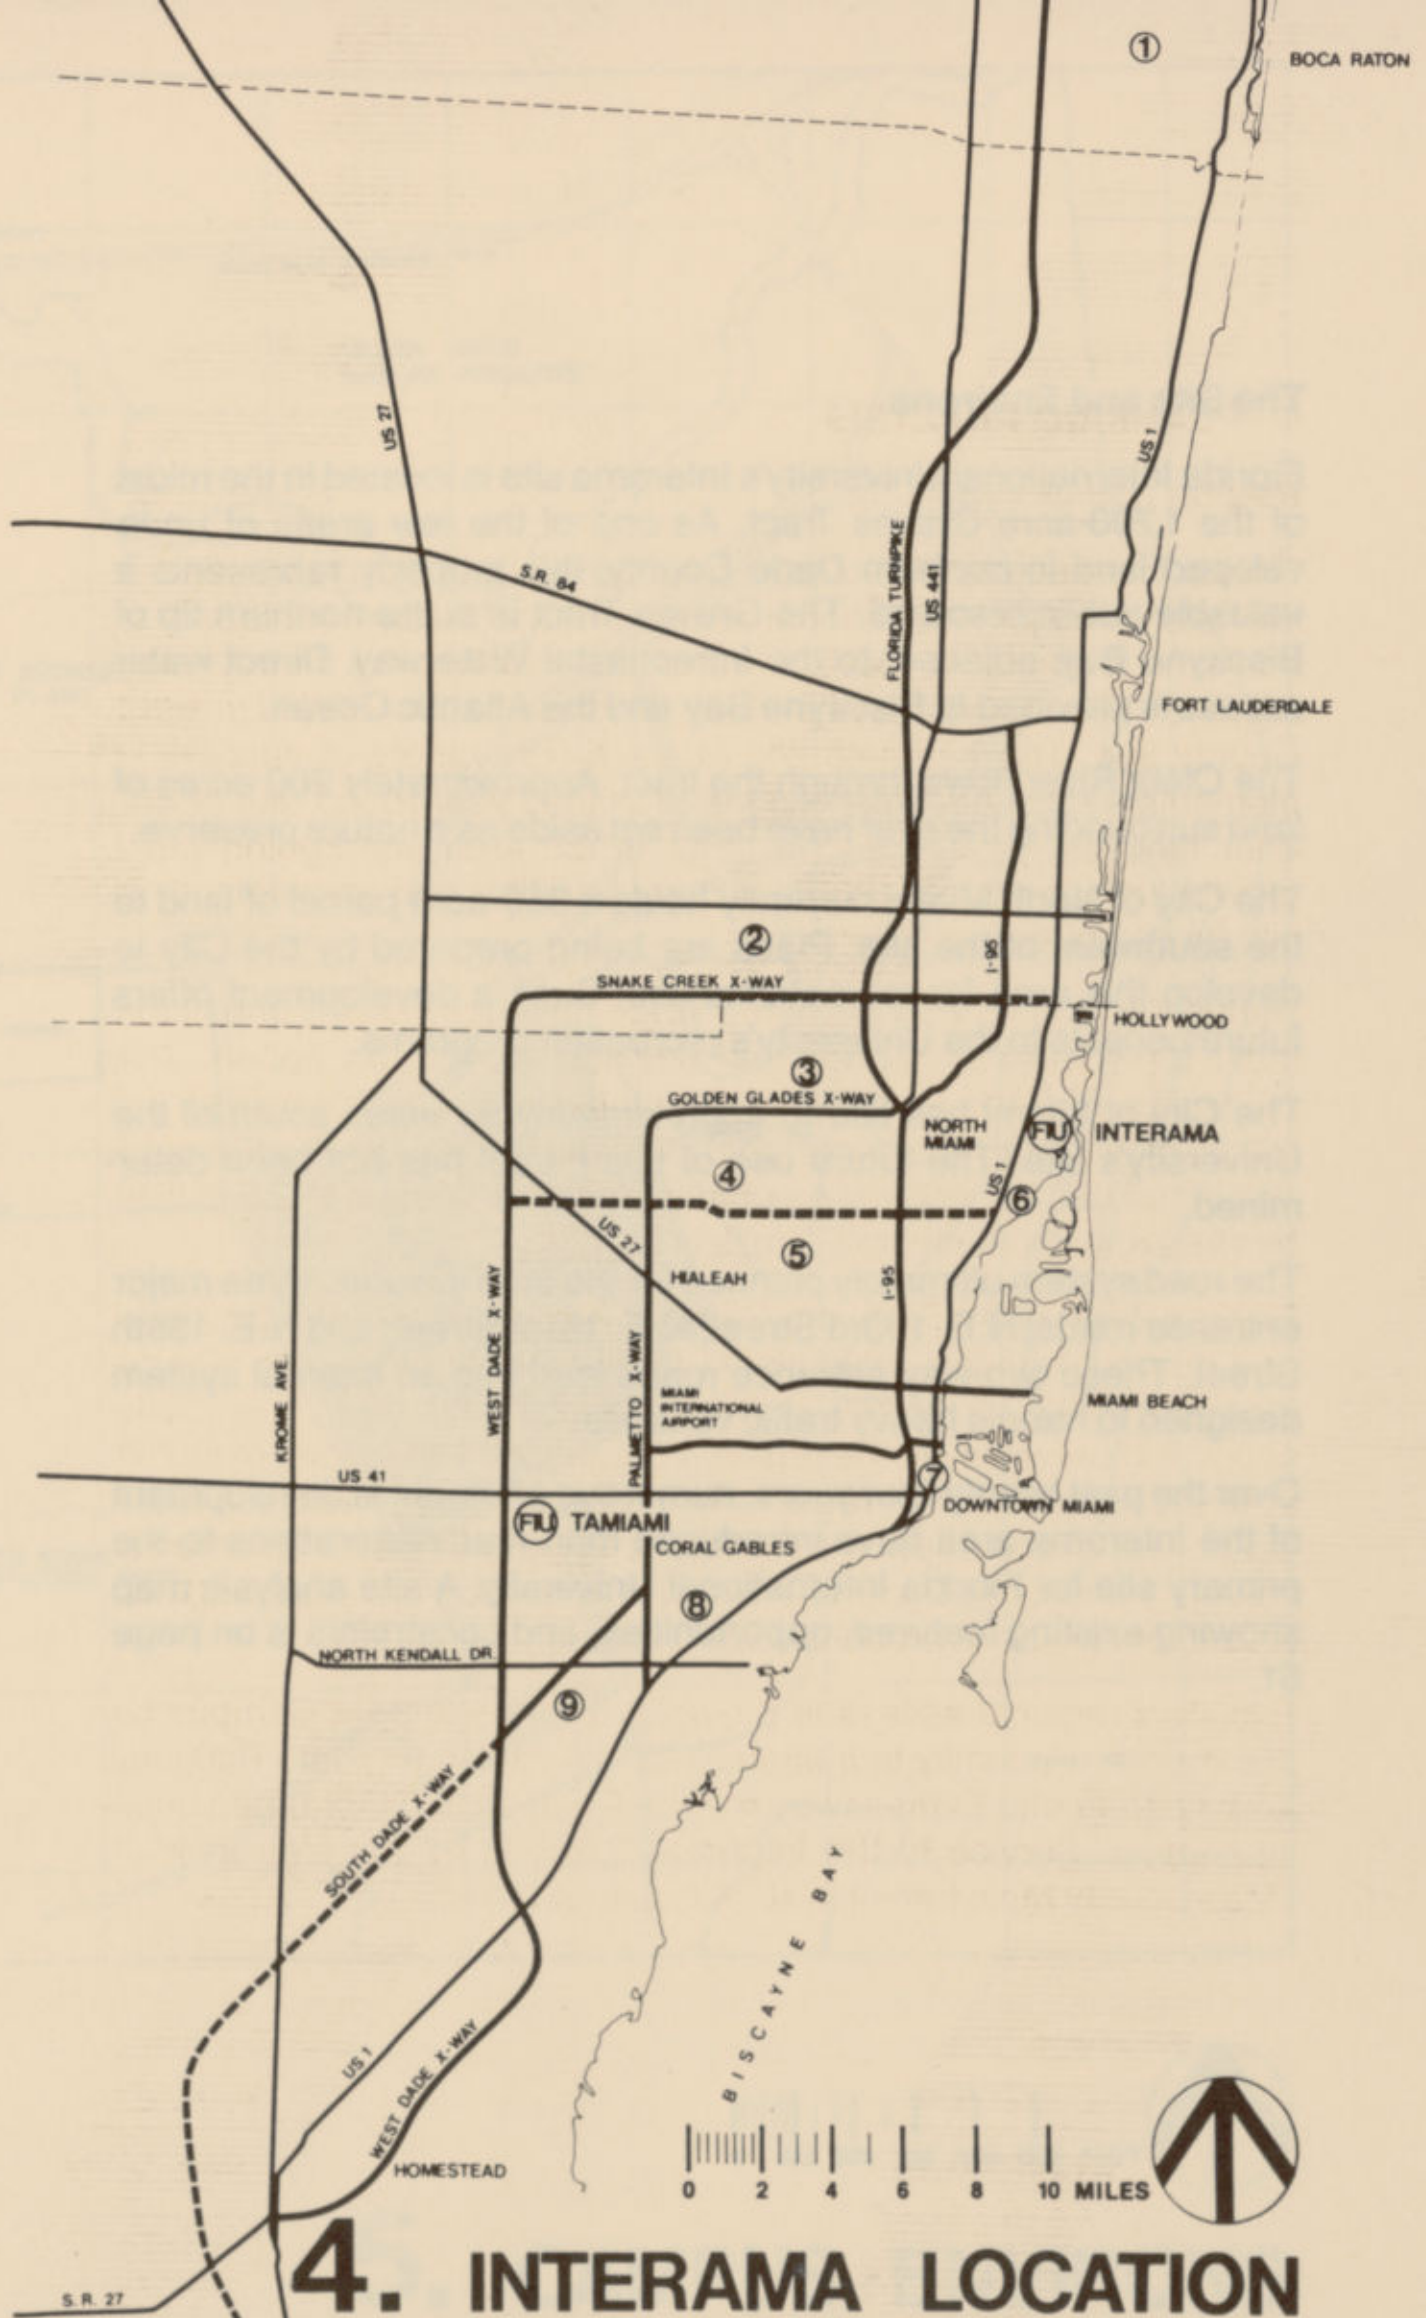 ①
BOCA RATON
US 27
US 1
S.R. 84
FLORIDA TURNPIKE
US 441
FORT LAUDERDALE
②
I-95
SNAKE CREEK X-WAY
HOLLYWOOD
③
GOLDEN GLADES X-WAY
NORTH
MIAMI
FIU INTERAMA
④
US 1
⑥
US 27
⑤
HIALEAH
I-95
WEST DADE X-WAY
PALMETTO X-WAY
KROME AVE.
MIAMI
INTERNATIONAL
AIRPORT
MIAMI BEACH
US 41
⑦
DOWNTOWN MIAMI
FIU TAMIAMI
CORAL GABLES
⑧
NORTH KENDALL DR.
⑨
SOUTH DADE X-WAY
BISCAYNE BAY
US 1
WEST DADE X-WAY
HOMESTEAD
0 2 4 6 8 10 MILES
4. INTERAMA LOCATION
S.R. 27